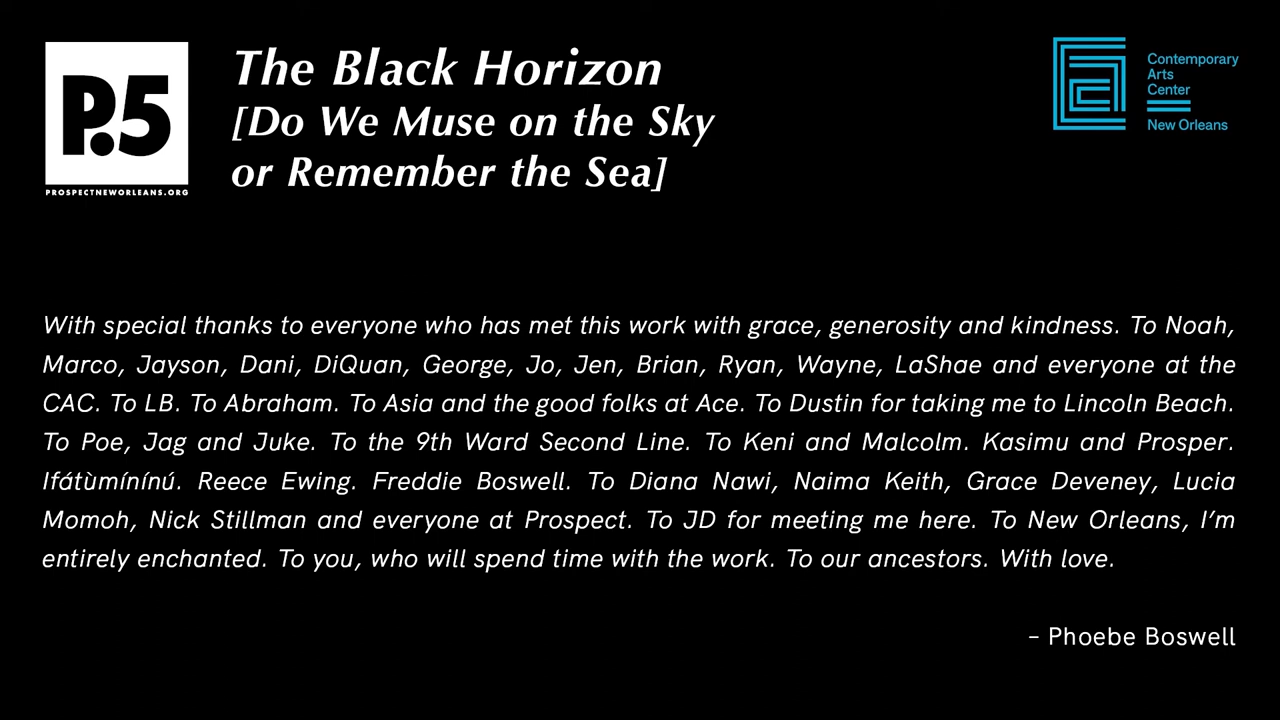 P.5
PROSPECTNEWORLEANS.ORG
The Black Horizon
[Do We Muse on the Sky
or Remember the Sea]
Contemporary
Arts
Center
New Orleans
With special thanks to everyone who has met this work with grace, generosity and kindness. To Noah,
Marco, Jayson, Dani, DiQuan, George, Jo, Jen, Brian, Ryan, Wayne, LaShae and everyone at the
CAC. To LB. To Abraham. To Asia and the good folks at Ace. To Dustin for taking me to Lincoln Beach.
To Poe, Jag and Juke. To the 9th Ward Second Line. To Keni and Malcolm. Kasimu and Prosper.
Ifátùmínínú. Reece Ewing. Freddie Boswell. To Diana Nawi, Naima Keith, Grace Deveney, Lucia
Momoh, Nick Stillman and everyone at Prospect. To JD for meeting me here. To New Orleans, I’m
entirely enchanted. To you, who will spend time with the work. To our ancestors. With love.
– Phoebe Boswell